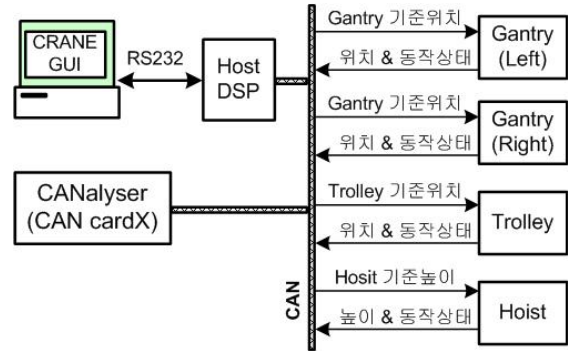 CRANE
GUI
RS232
Host
DSP
CANalyser
(CAN cardX)
CAN
Gantry 기준위치
위치 & 동작상태
Gantry
(Left)
Gantry 기준위치
위치 & 동작상태
Gantry
(Right)
Trolley 기준위치
위치 & 동작상태
Trolley
Hosit 기준높이
높이 & 동작상태
Hoist